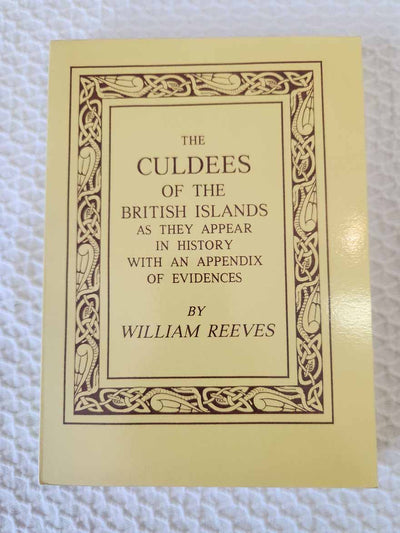 THE
CULDEES
OF THE
BRITISH ISLANDS
AS THEY APPEAR
IN HISTORY
WITH AN APPENDIX
OF EVIDENCES
BY
WILLIAM REEVES